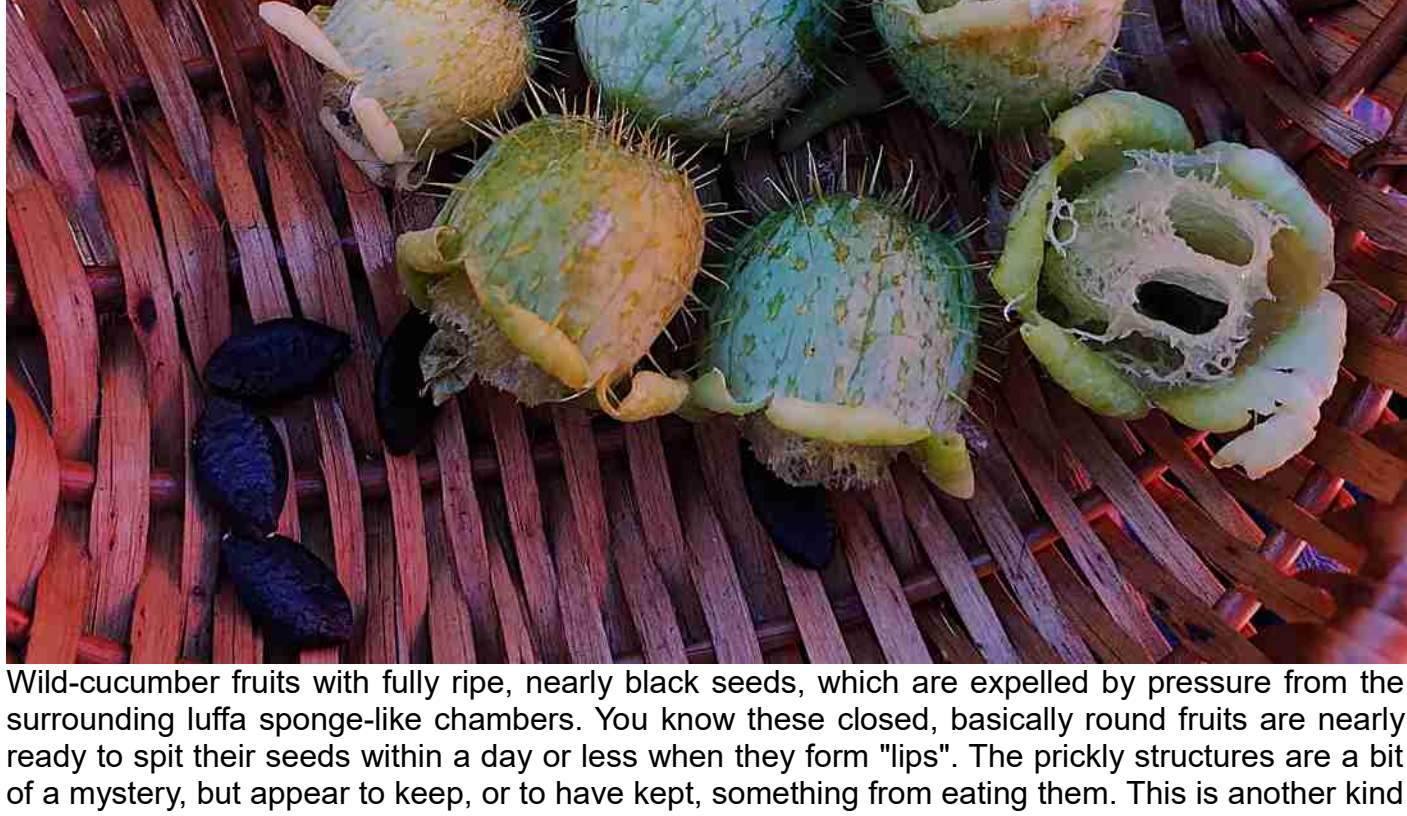 Wild-cucumber fruits with fully ripe, nearly black seeds, which are expelled by pressure from the
surrounding luffa sponge-like chambers. You know these closed, basically round fruits are nearly
ready to spit their seeds within a day or less when they form "lips". The prickly structures are a bit
of a mystery, but appear to keep, or to have kept, something from eating them. This is another kind